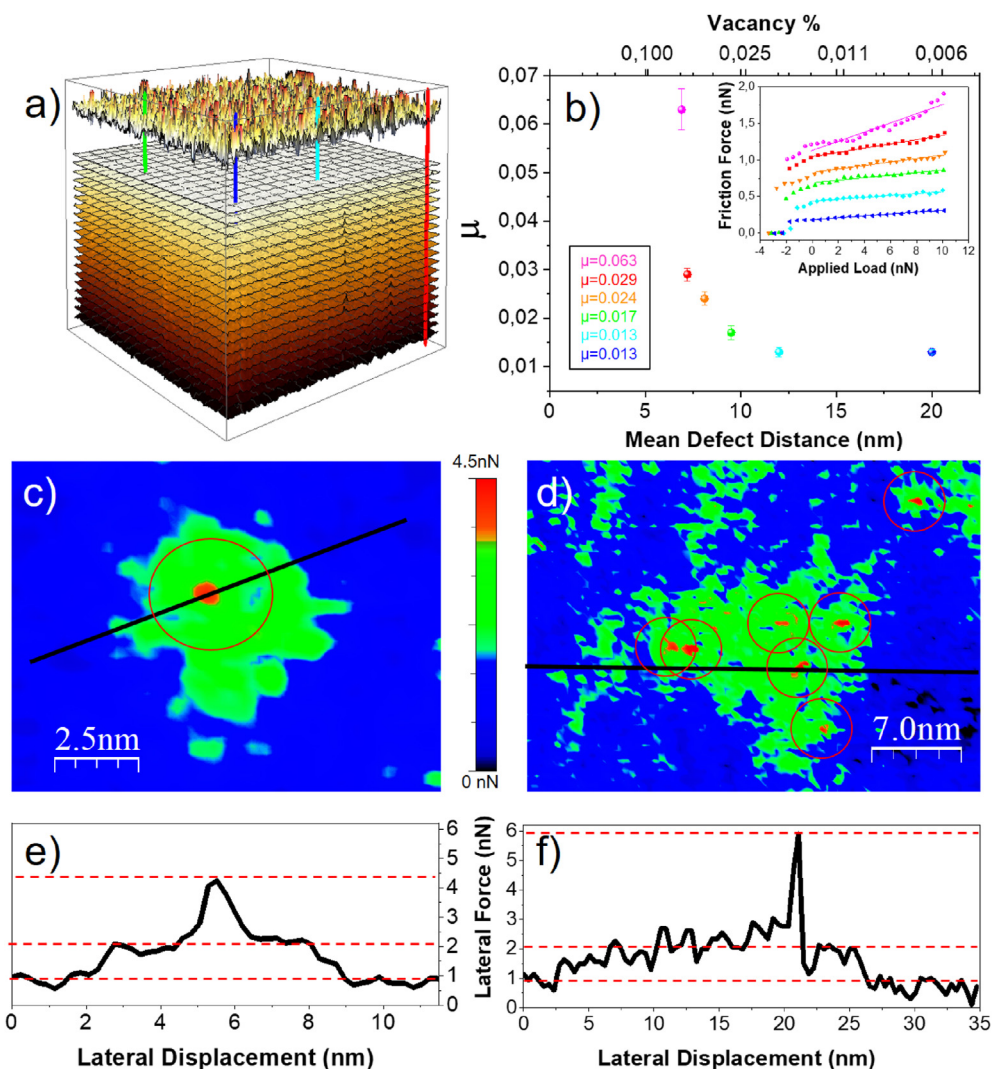 a)
b)
Vacancy %
0,100 0,025 0,011 0,006
0,07
0,06
0,05
0,04
0,03
0,02
0,01
μ
μ=0.063
μ=0.029
μ=0.024
μ=0.017
μ=0.013
μ=0.013
Friction Force (nN)
2,0
1,5
1,0
0,5
0,0
-4 -2 0 2 4 6 8 10 12
Applied Load (nN)
0 5 10 15 20
Mean Defect Distance (nm)
c)
2.5nm
4.5nN
0 nN
d)
7.0nm
e)
6
5
4
3
2
1
0
0 2 4 6 8 10
Lateral Displacement (nm)
Lateral Force (nN)
f)
6
5
4
3
2
1
0
0 5 10 15 20 25 30 35
Lateral Displacement (nm)